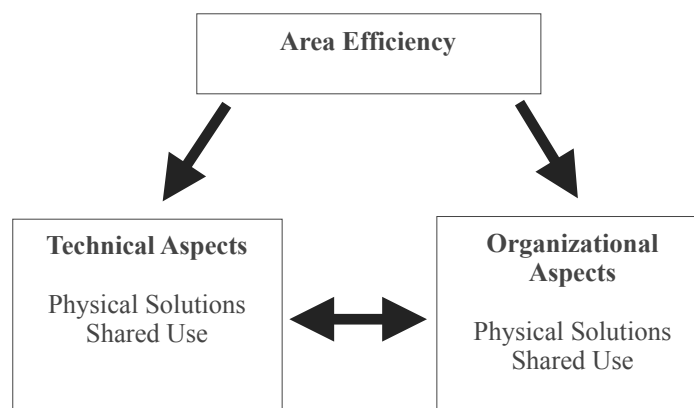 Area Efficiency
Technical Aspects
Physical Solutions
Shared Use
Organizational
Aspects
Physical Solutions
Shared Use